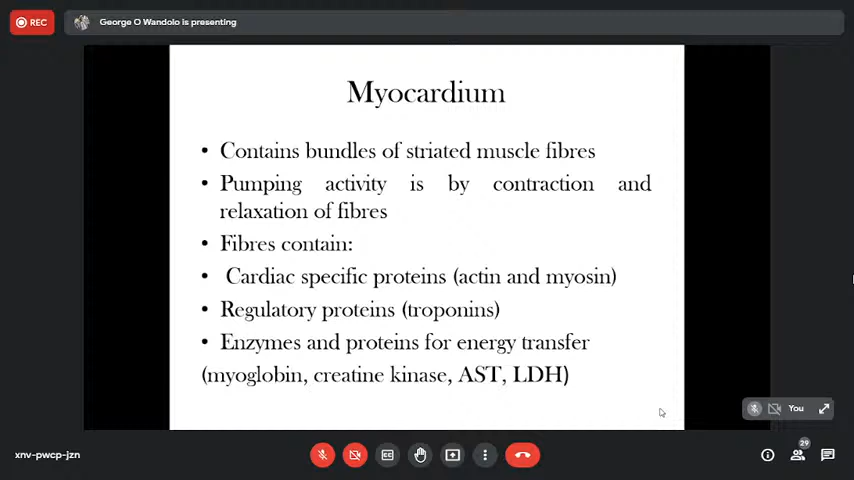 REC
George O Wandolo is presenting
Myocardium
• Contains bundles of striated muscle fibres
• Pumping activity is by contraction and
relaxation of fibres
• Fibres contain:
• Cardiac specific proteins (actin and myosin)
• Regulatory proteins (troponins)
• Enzymes and proteins for energy transfer
(myoglobin, creatine kinase, AST, LDH)
You
xnv-pwcp-jzn
CC
29